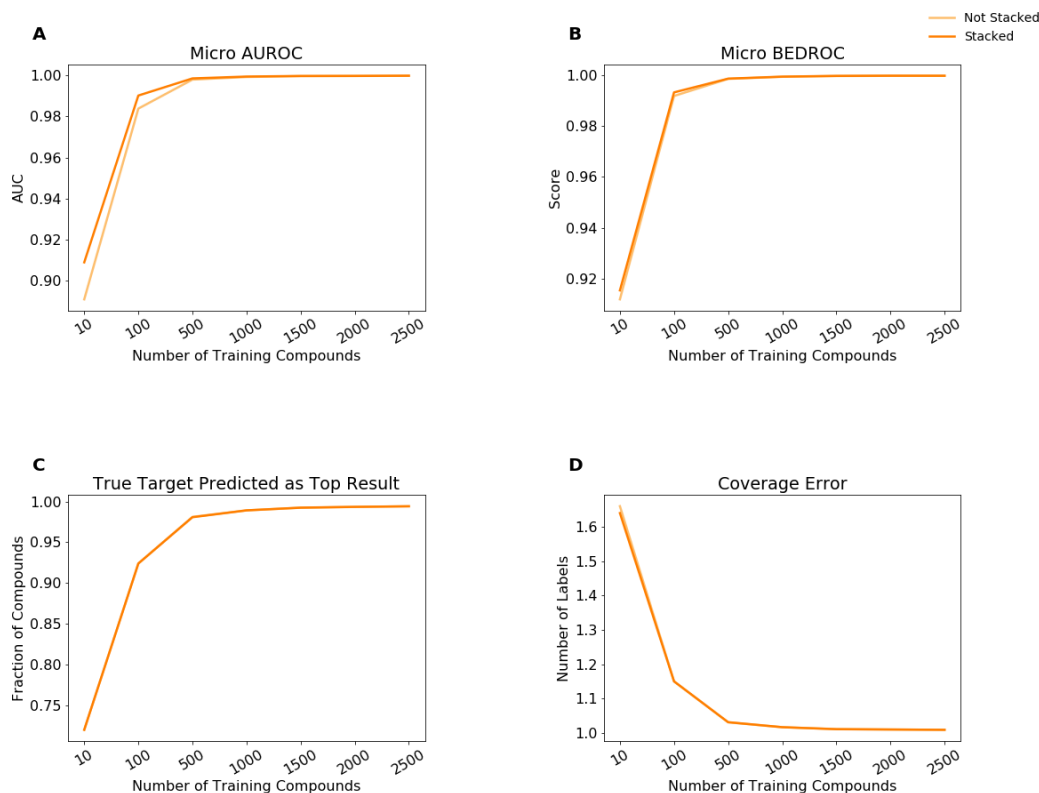 Not Stacked
Stacked
A
Micro AUROC
1.00
0.98
0.96
0.94
0.92
0.90
AUC
10 100 500 1000 1500 2000 2500
Number of Training Compounds
B
Micro BEDROC
1.00
0.98
0.96
0.94
0.92
Score
10 100 500 1000 1500 2000 2500
Number of Training Compounds
C
True Target Predicted as Top Result
1.00
0.95
0.90
0.85
0.80
0.75
Fraction of Compounds
10 100 500 1000 1500 2000 2500
Number of Training Compounds
D
Coverage Error
1.6
1.5
1.4
1.3
1.2
1.1
1.0
Number of Labels
10 100 500 1000 1500 2000 2500
Number of Training Compounds